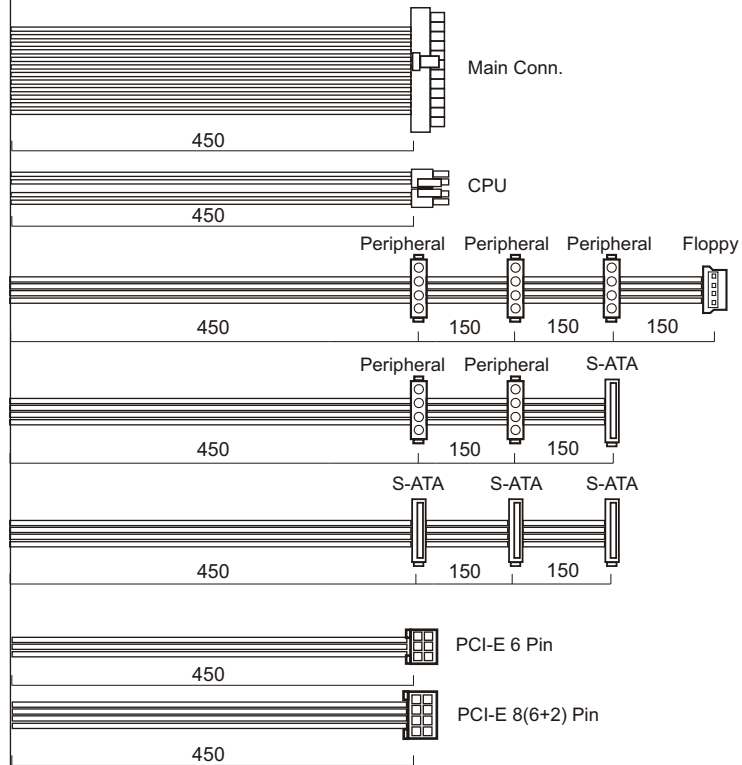 Main Conn.
450
CPU
450
Peripheral Peripheral Peripheral Floppy
450 150 150 150
Peripheral Peripheral S-ATA
450 150 150
S-ATA S-ATA S-ATA
450 150 150
PCI-E 6 Pin
450
PCI-E 8(6+2) Pin
450